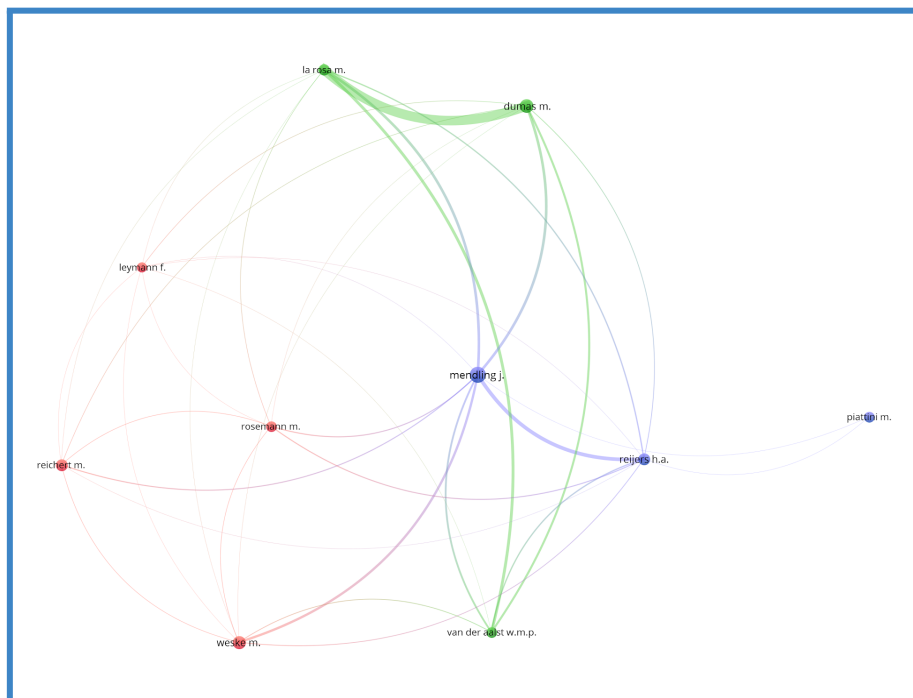 la rosa m.
dumas m.
leymann f.
mendling j.
piattini m.
rosemann m.
reijers h.a.
reichert m.
van der aalst w.m.p.
weske m.